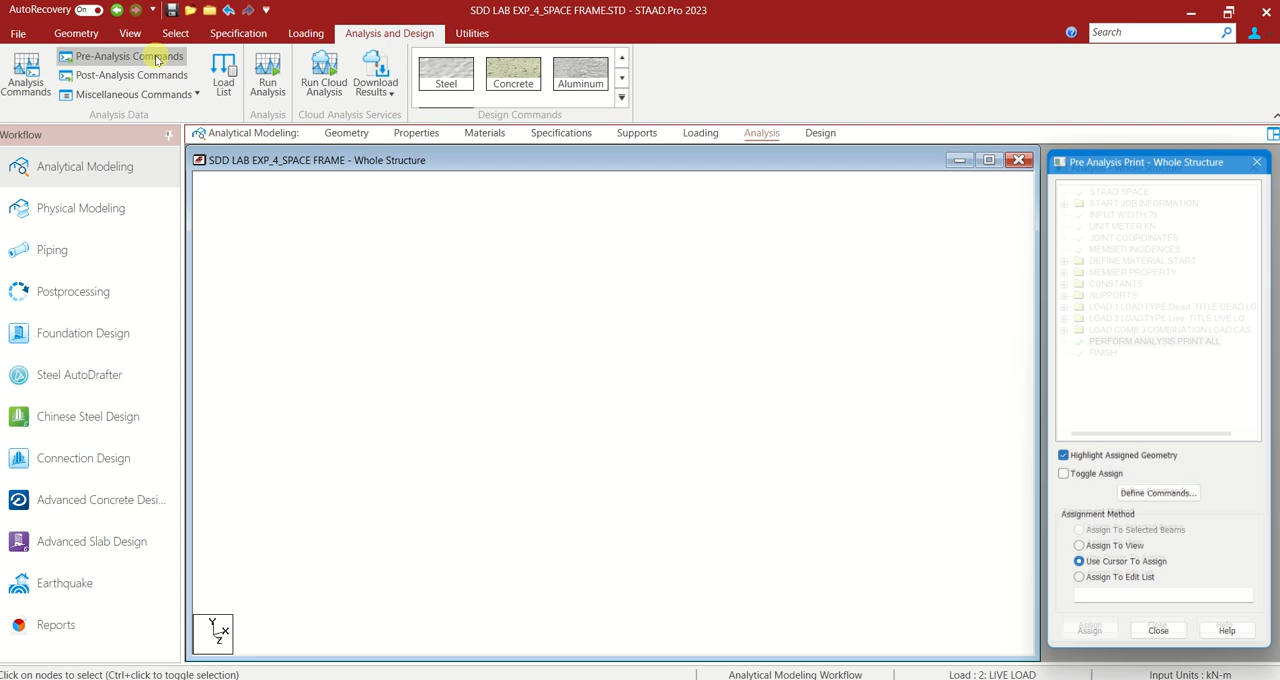 AutoRecovery On SDD LAB EXP_4_SPACE FRAME.STD - STAAD.Pro 2023
File Geometry View Select Specification Loading Analysis and Design Utilities Search
Analysis Commands
Pre-Analysis Commands
Post-Analysis Commands
Miscellaneous Commands
Load List
Run Analysis
Run Cloud Analysis
Download Results
Steel Concrete Aluminum
Analysis Data Analysis Cloud Analysis Services Design Commands
Workflow
Analytical Modeling: Geometry Properties Materials Specifications Supports Loading Analysis Design
Analytical Modeling
Physical Modeling
Piping
Postprocessing
Foundation Design
Steel AutoDrafter
Chinese Steel Design
Connection Design
Advanced Concrete Desi...
Advanced Slab Design
Earthquake
Reports
SDD LAB EXP_4_SPACE FRAME - Whole Structure
Y
X
Z
Pre Analysis Print - Whole Structure
STAAD SPACE
START JOB INFORMATION
INPUT WIDTH 79
UNIT METER KN
JOINT COORDINATES
MEMBER INCIDENCES
DEFINE MATERIAL START
MEMBER PROPERTY
CONSTANTS
SUPPORTS
LOAD 1 LOADTYPE Dead TITLE DEAD LO
LOAD 2 LOADTYPE Live TITLE LIVE LO...
LOAD COMB 3 COMBINATION LOAD CAS
PERFORM ANALYSIS PRINT ALL
FINISH
Highlight Assigned Geometry
Toggle Assign
Define Commands...
Assignment Method
Assign To Selected Beams
Assign To View
Use Cursor To Assign
Assign To Edit List
Assign Close Help
Click on nodes to select (Ctrl+click to toggle selection) Analytical Modeling Workflow Load : 2: LIVE LOAD Input Units : kN-m